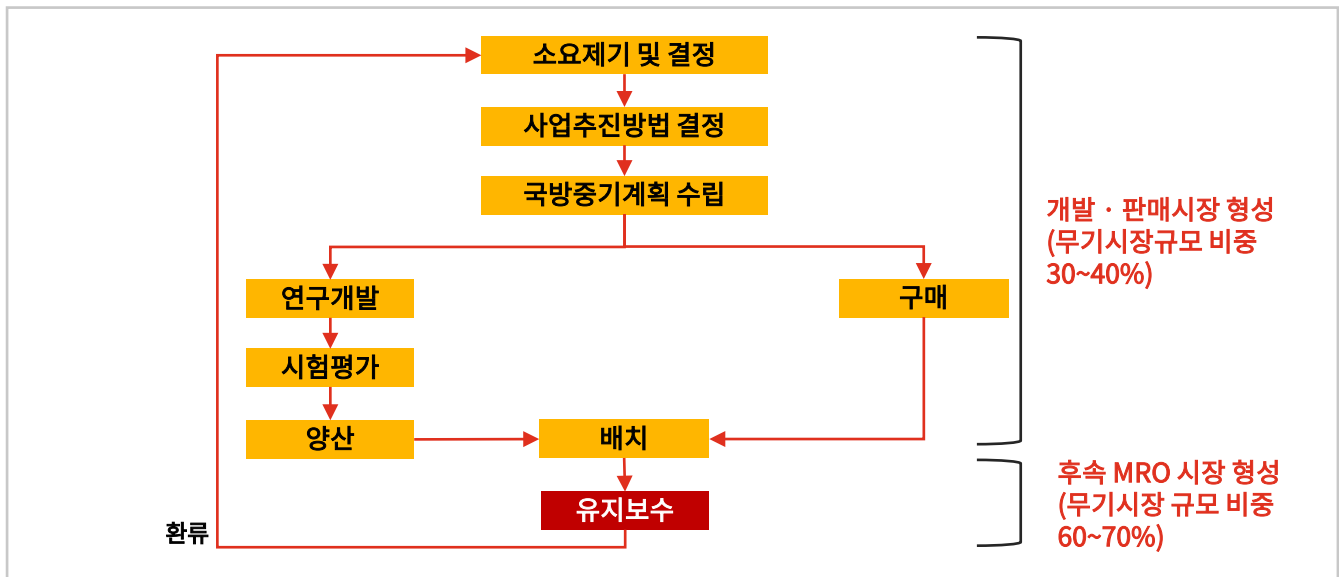 소요제기 및 결정
사업추진방법 결정
국방중기계획 수립
개발 · 판매시장 형성
(무기시장규모 비중
30~40%)
연구개발
구매
시험평가
양산
배치
후속 MRO 시장 형성
(무기시장 규모 비중
60~70%)
유지보수
환류